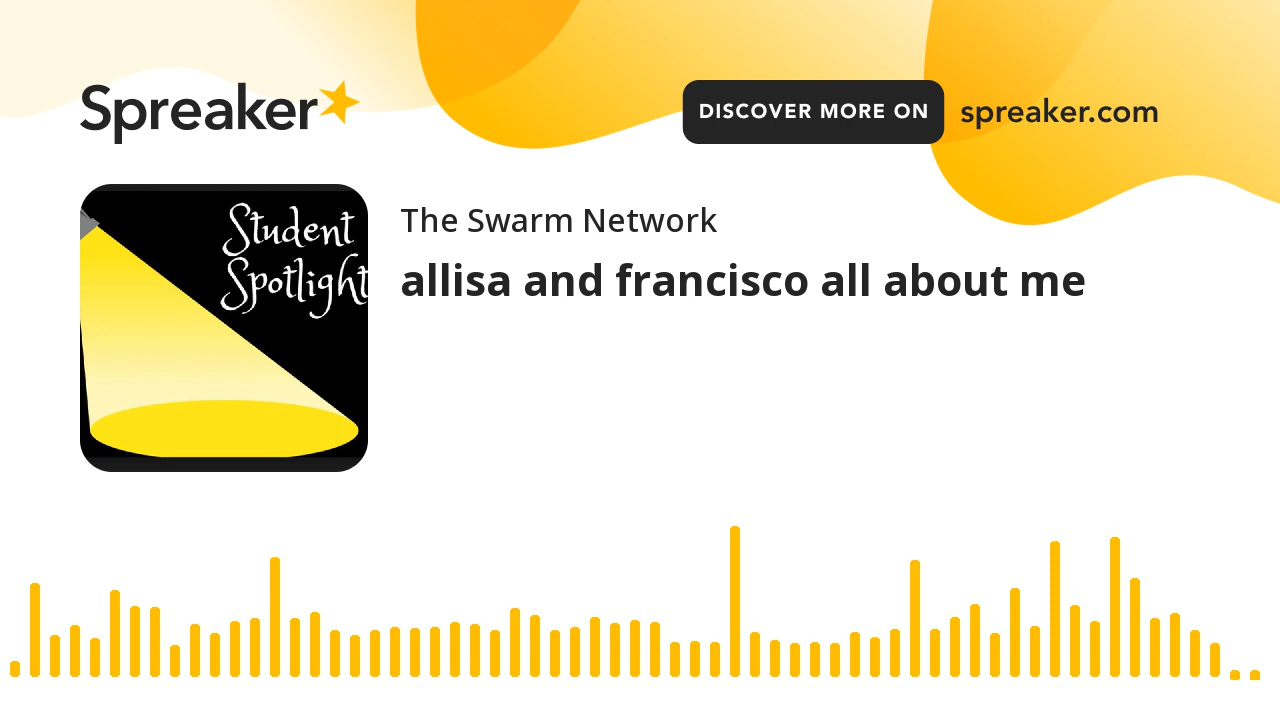 Spreaker
DISCOVER MORE ON spreaker.com
Student
Spotlight
The Swarm Network
allisa and francisco all about me